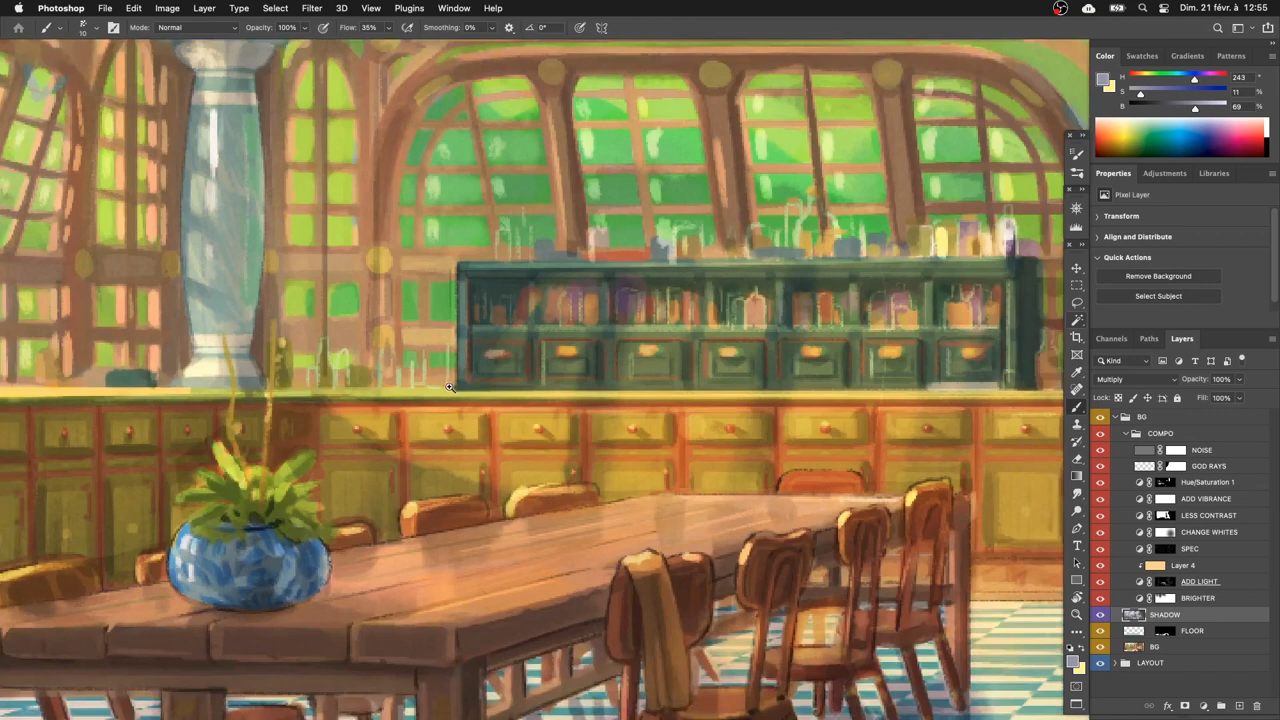 Photoshop File Edit Image Layer Type Select Filter 3D View Plugins Window Help Dim. 21 févr. à 12:55
10 Mode: Normal Opacity: 100% Flow: 35% Smoothing: 0% 0°
Color Swatches Gradients Patterns
H 243 °
S 11 %
B 69 %
Properties Adjustments Libraries
Pixel Layer
Transform
Align and Distribute
Quick Actions
Remove Background
Select Subject
Channels Paths Layers
Kind
Multiply Opacity: 100%
Lock: Fill: 100%
BG
COMPO
NOISE
GOD RAYS
Hue/Saturation 1
ADD VIBRANCE
LESS CONTRAST
CHANGE WHITES
SPEC
Layer 4
ADD LIGHT
BRIGHTER
SHADOW
FLOOR
BG
LAYOUT